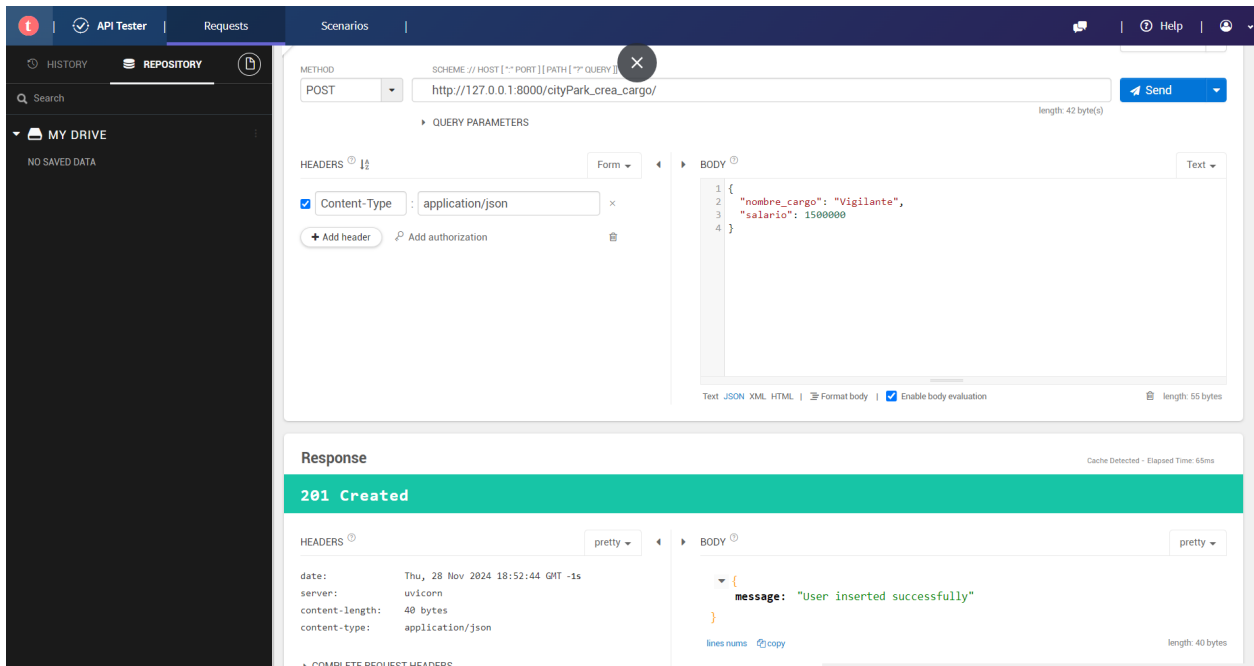 t | API Tester | Requests Scenarios | | Help |
HISTORY REPOSITORY
Search
MY DRIVE
NO SAVED DATA
METHOD SCHEME :// HOST [ ":" PORT ] [ PATH [ "?" QUERY ]]
POST http://127.0.0.1:8000/cityPark_crea_cargo/ Send
length: 42 byte(s)
QUERY PARAMETERS
HEADERS Form BODY Text
Content-Type : application/json ×
+ Add header Add authorization
1 {
2 "nombre_cargo": "Vigilante",
3 "salario": 1500000
4 }
Text JSON XML HTML | Format body | Enable body evaluation length: 55 bytes
Response Cache Detected - Elapsed Time: 65ms
201 Created
HEADERS pretty BODY pretty
date: Thu, 28 Nov 2024 18:52:44 GMT -1s
server: uvicorn
content-length: 40 bytes
content-type: application/json
{
message: "User inserted successfully"
}
lines nums copy length: 40 bytes
COMPLETE REQUEST HEADERS